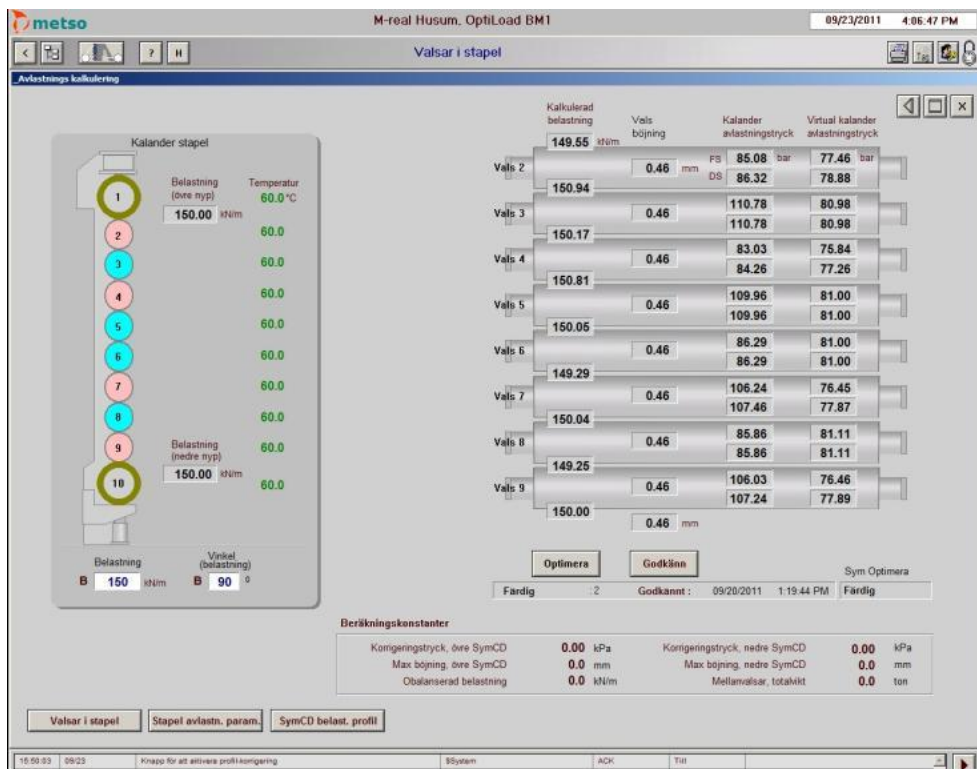 metso
M-real Husum, OptiLoad BM1
09/23/2011 4:06:47 PM
< ? H
Valsar i stapel
_Avlastnings kalkulering
Kalander stapel
Belastning Temperatur
(övre nyp) 60.0 °C
1
150.00 kN/m
2 60.0
3 60.0
4 60.0
5 60.0
6 60.0
7 60.0
8 60.0
9 Belastning 60.0
(nedre nyp)
150.00 kN/m
10 60.0
Belastning Vinkel
(belastning)
B 150 kN/m B 90 °
Kalkulerad
belastning
Vals
böjning
Kalander
avlastningstryck
Virtual kalander
avlastningstryck
149.55 kN/m
Vals 2 0.46 mm FS 85.08 bar 77.46 bar
DS 86.32 78.88
150.94
Vals 3 0.46 110.78 80.98
110.78 80.98
150.17
Vals 4 0.46 83.03 75.84
84.26 77.26
150.81
Vals 5 0.46 109.96 81.00
109.96 81.00
150.05
Vals 6 0.46 86.29 81.00
86.29 81.00
149.29
Vals 7 0.46 106.24 76.45
107.46 77.87
150.04
Vals 8 0.46 85.86 81.11
85.86 81.11
149.25
Vals 9 0.46 106.03 76.46
107.24 77.89
150.00
0.46 mm
Optimera Godkänn
Sym Optimera
Färdig :2 Godkannt : 09/20/2011 1:19:44 PM Färdig
Beräkningskonstanter
Korrigeringstryck, övre SymCD 0.00 kPa Korrigeringstryck, nedre SymCD 0.00 kPa
Max böjning, övre SymCD 0.0 mm Max böjning, nedre SymCD 0.0 mm
Obalanserad belastning 0.0 kN/m Mellanvalsar, totalvikt 0.0 ton
Valsar i stapel Stapel avlastn. param. SymCD belast. profil
15:50:03 09/23 Knapp för att aktivera profil-korrigering $System ACK Till